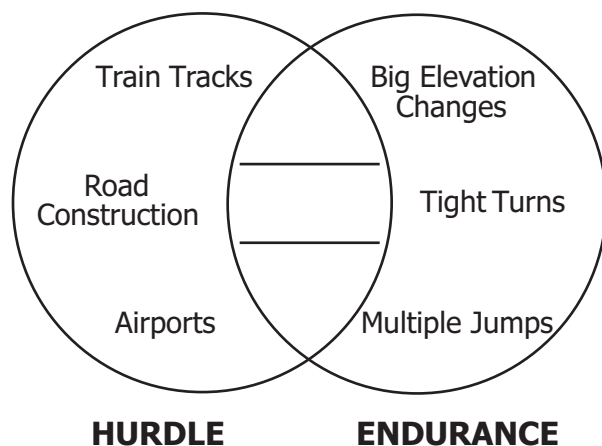 Train Tracks
Big Elevation
Changes
Road
Construction
Tight Turns
Airports
Multiple Jumps
HURDLE
ENDURANCE